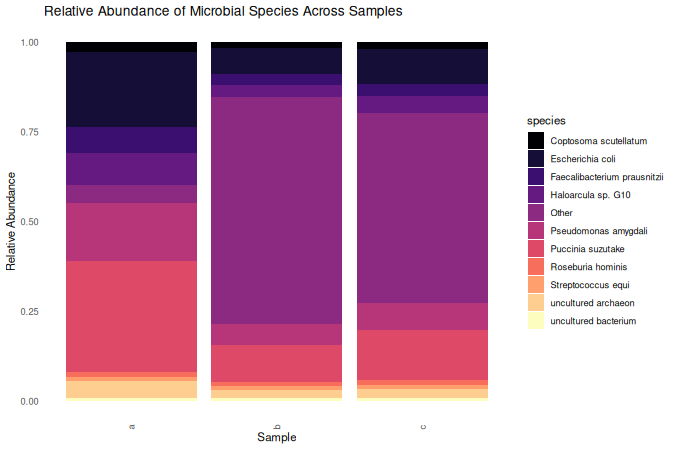 Relative Abundance of Microbial Species Across Samples
1.00
0.75
0.50
0.25
0.00
Relative Abundance
a
b
c
Sample
species
Coptosoma scutellatum
Escherichia coli
Faecalibacterium prausnitzii
Haloarcula sp. G10
Other
Pseudomonas amygdali
Puccinia suzutake
Roseburia hominis
Streptococcus equi
uncultured archaeon
uncultured bacterium